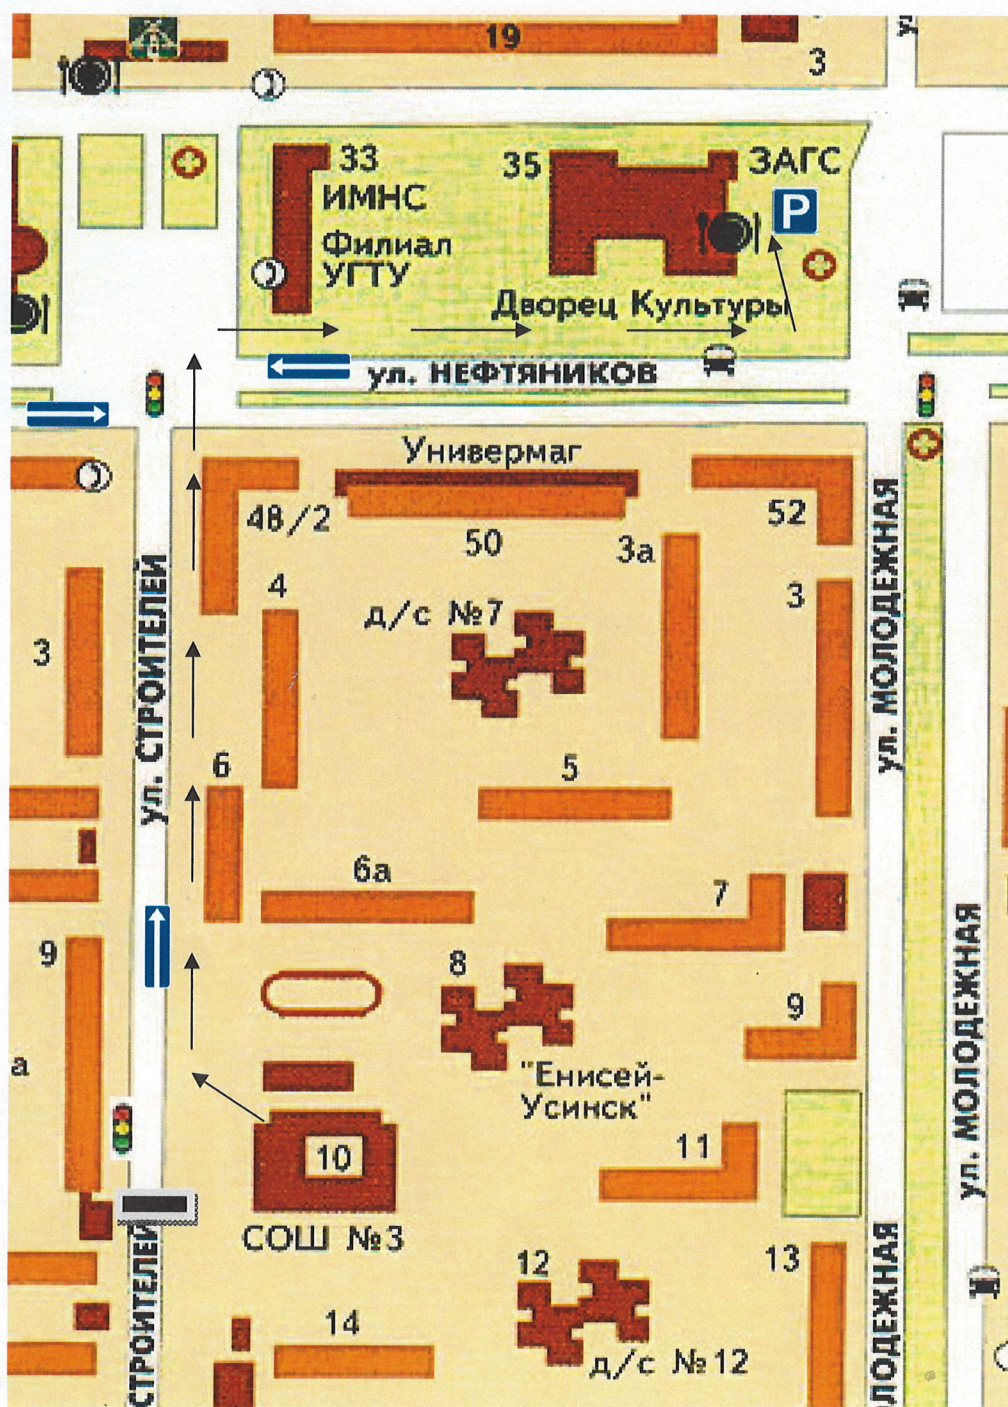 19
3
33
ИМНС
Филиал
УГТУ
35
ЗАГС
P
Дворец Культуры
ул. НЕФТЯНИКОВ
Универмаг
48/2
50
52
3а
4
д/с №7
3
3
ул. СТРОИТЕЛЕЙ
ул. МОЛОДЕЖНАЯ
6
5
6а
7
9
8
9
а
"Енисей-
Усинск"
ул. МОЛОДЕЖНАЯ
10
11
СОШ №3
12
13
14
д/с №12
СТРОИТЕЛЕЙ
ЛОДЕЖНАЯ